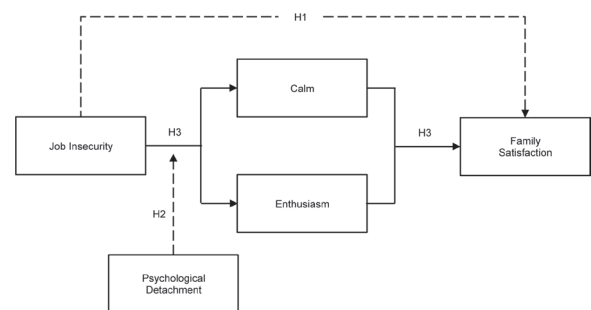 H1
Calm
H3
H3
Job Insecurity
Family
Satisfaction
Enthusiasm
H2
Psychological
Detachment